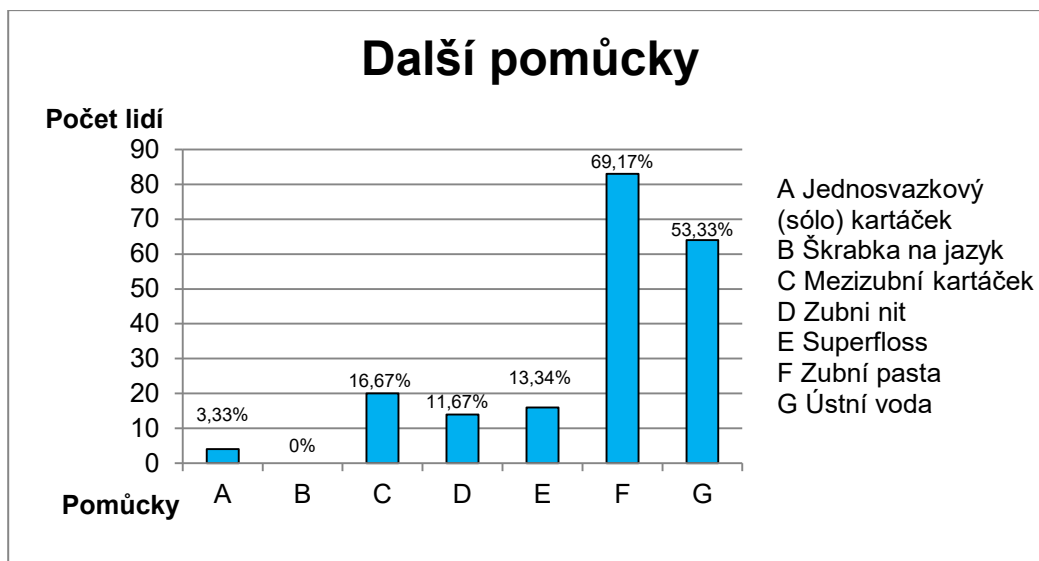 Další pomůcky
Počet lidí
90
80
70
60
50
40
30
20
10
0
3,33%
0%
16,67%
11,67%
13,34%
69,17%
53,33%
A
B
C
D
E
F
G
Pomůcky
A Jednosvazkový
(sólo) kartáček
B Škrabka na jazyk
C Mezizubní kartáček
D Zubni nit
E Superfloss
F Zubní pasta
G Ústní voda